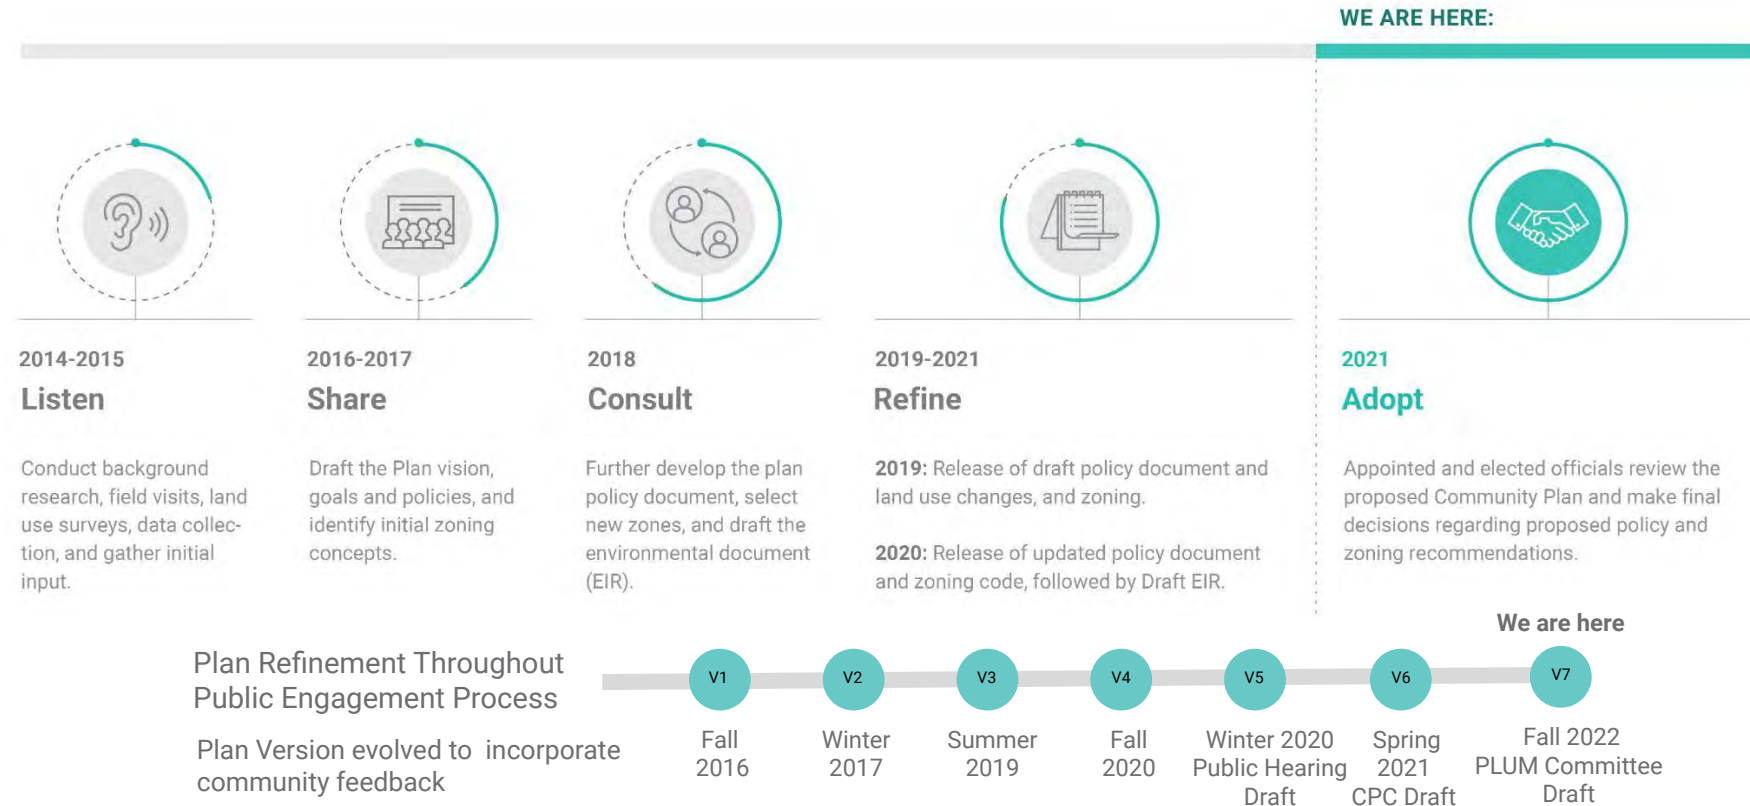 WE ARE HERE:
2014-2015
Listen
Conduct background
research, field visits, land
use surveys, data collec-
tion, and gather initial
input.
2016-2017
Share
Draft the Plan vision,
goals and policies, and
identify initial zoning
concepts.
2018
Consult
Further develop the plan
policy document, select
new zones, and draft the
environmental document
(EIR).
2019-2021
Refine
2019: Release of draft policy document and
land use changes, and zoning.
2020: Release of updated policy document
and zoning code, followed by Draft EIR.
2021
Adopt
Appointed and elected officials review the
proposed Community Plan and make final
decisions regarding proposed policy and
zoning recommendations.
We are here
Plan Refinement Throughout
Public Engagement Process
Plan Version evolved to incorporate
community feedback
V1
Fall
2016
V2
Winter
2017
V3
Summer
2019
V4
Fall
2020
V5
Winter 2020
Public Hearing
Draft
V6
Spring
2021
CPC Draft
V7
Fall 2022
PLUM Committee
Draft